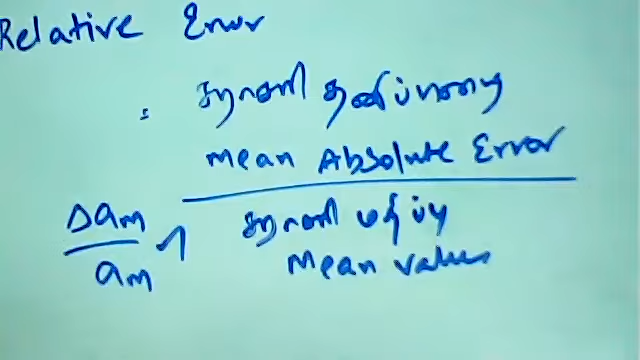 Relative Error
= சராசரி தனிப்பிழை
mean Absolute Error
Δam
am
சராசரி மதிப்பு
mean value